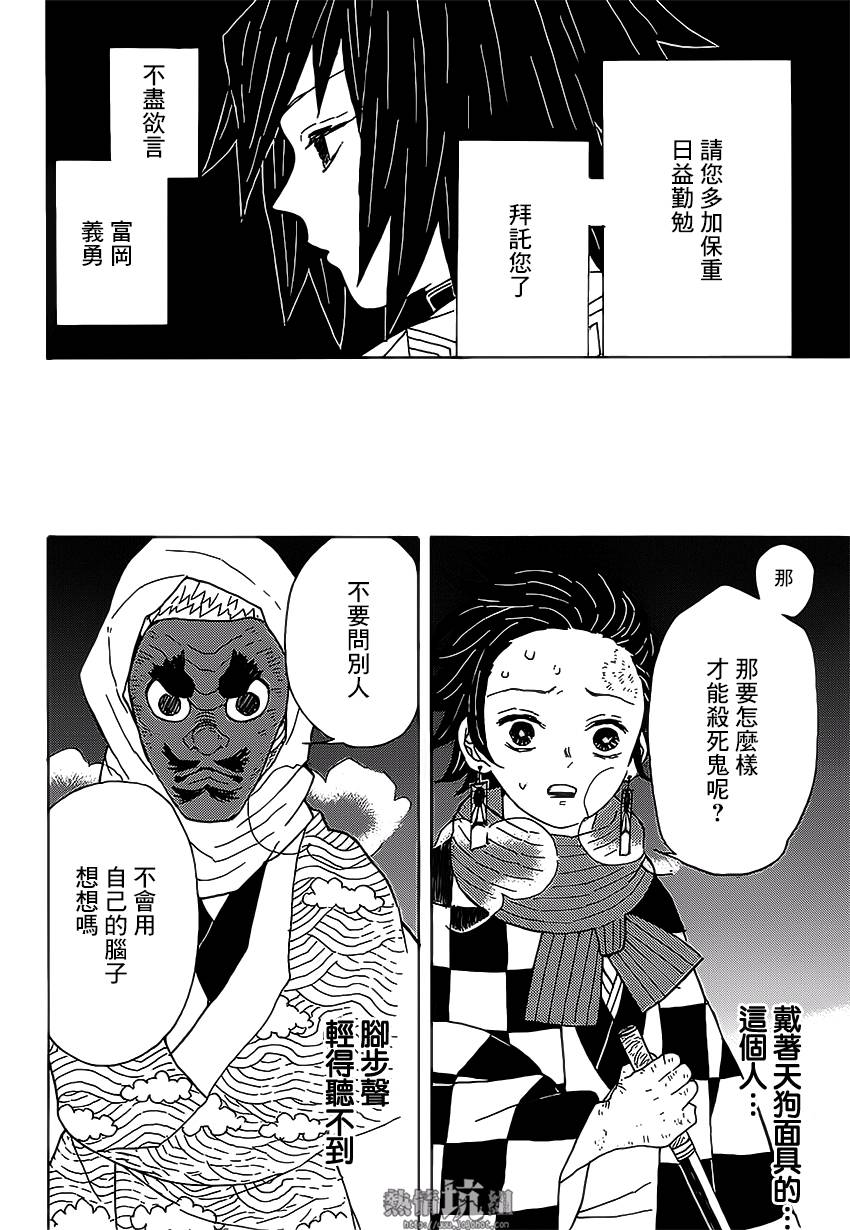 請您多加保重
日益勤勉
拜託您了
不盡欲言
富岡
義勇
那
那要怎麼樣
才能殺死鬼呢？
戴著天狗面具的…
這個人…
不要問別人
不會用
自己的腦子
想想嗎
腳步聲
輕得聽不到
熱情坑組